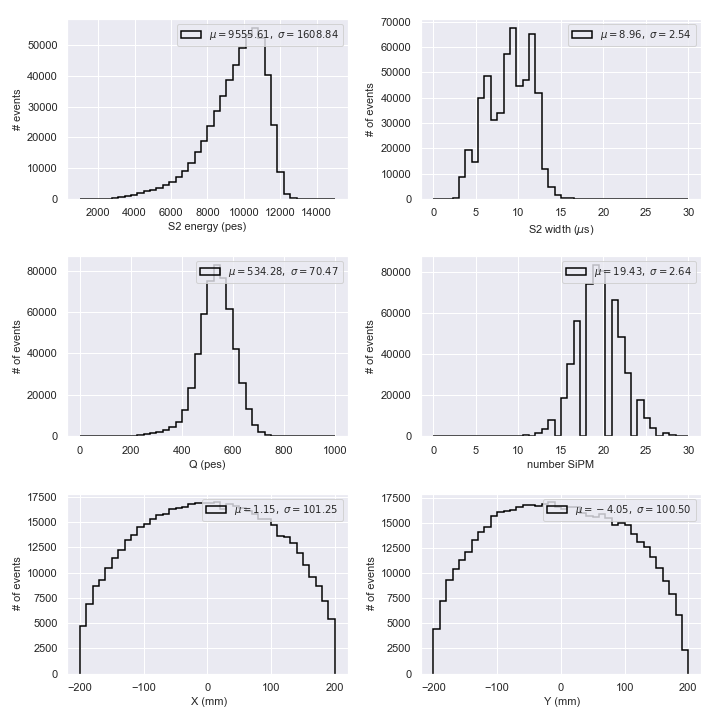 μ = 9555.61, σ = 1608.84
# events
50000
40000
30000
20000
10000
0
2000 4000 6000 8000 10000 12000 14000
S2 energy (pes)
μ = 8.96, σ = 2.54
# of events
70000
60000
50000
40000
30000
20000
10000
0
0 5 10 15 20 25 30
S2 width (μs)
μ = 534.28, σ = 70.47
# of events
80000
60000
40000
20000
0
0 200 400 600 800 1000
Q (pes)
μ = 19.43, σ = 2.64
# of events
80000
60000
40000
20000
0
0 5 10 15 20 25 30
number SiPM
μ = 1.15, σ = 101.25
# of events
17500
15000
12500
10000
7500
5000
2500
0
−200 −100 0 100 200
X (mm)
μ = −4.05, σ = 100.50
# of events
17500
15000
12500
10000
7500
5000
2500
0
−200 −100 0 100 200
Y (mm)